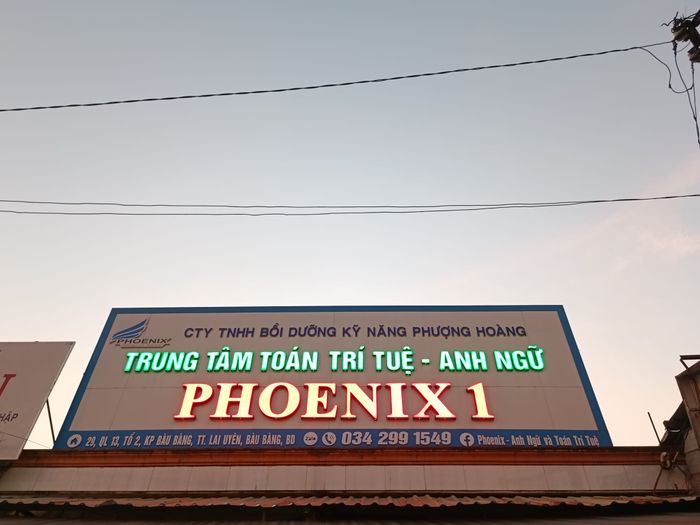 PHOENIX
CTY TNHH BỒI DƯỠNG KỸ NĂNG PHƯỢNG HOÀNG
TRUNG TÂM TOÁN TRÍ TUỆ - ANH NGỮ
PHOENIX 1
29, QL 13, TỔ 2, KP BÀU BÀNG, TT. LAI UYÊN, BÀU BÀNG, BD Zalo 034 299 1549 Phoenix - Anh Ngữ và Toán Trí Tuệ
HÁP